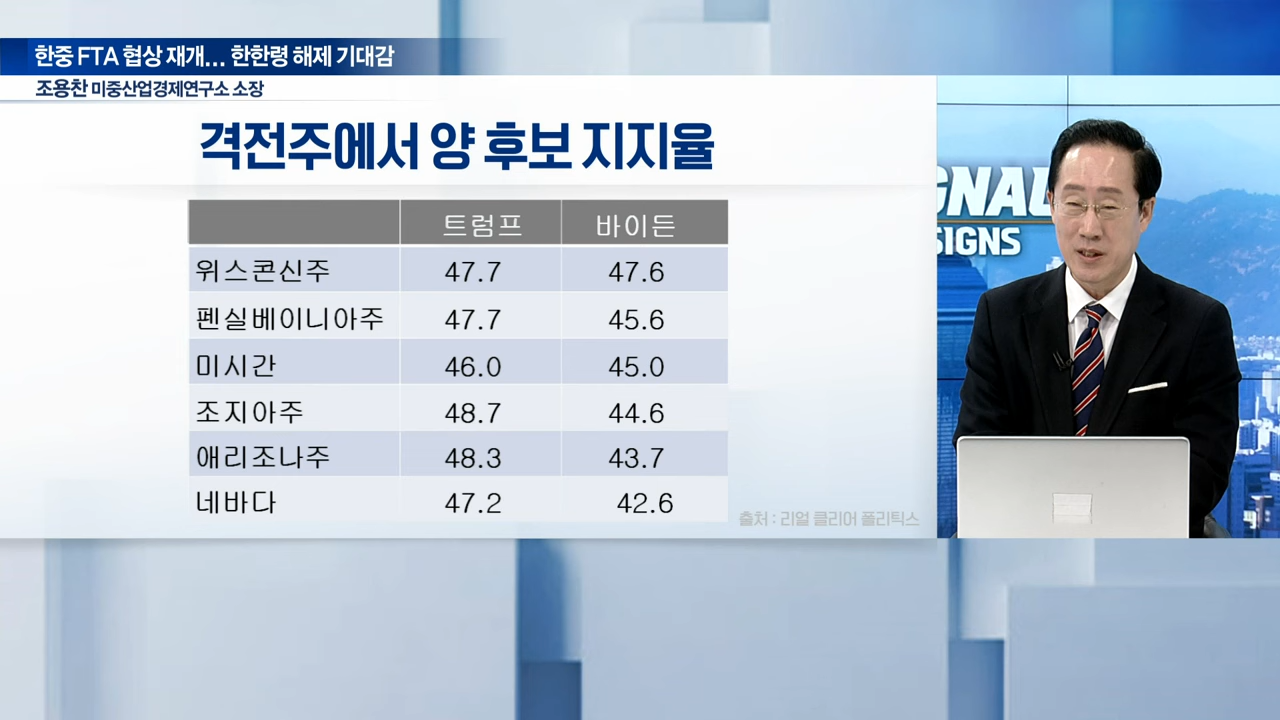 한중 FTA 협상 재개... 한한령 해제 기대감
조용찬 미중산업경제연구소 소장
격전주에서 양 후보 지지율
트럼프 바이든
위스콘신주 47.7 47.6
펜실베이니아주 47.7 45.6
미시간 46.0 45.0
조지아주 48.7 44.6
애리조나주 48.3 43.7
네바다 47.2 42.6
출처 : 리얼 클리어 폴리틱스
GNAL
SIGNS